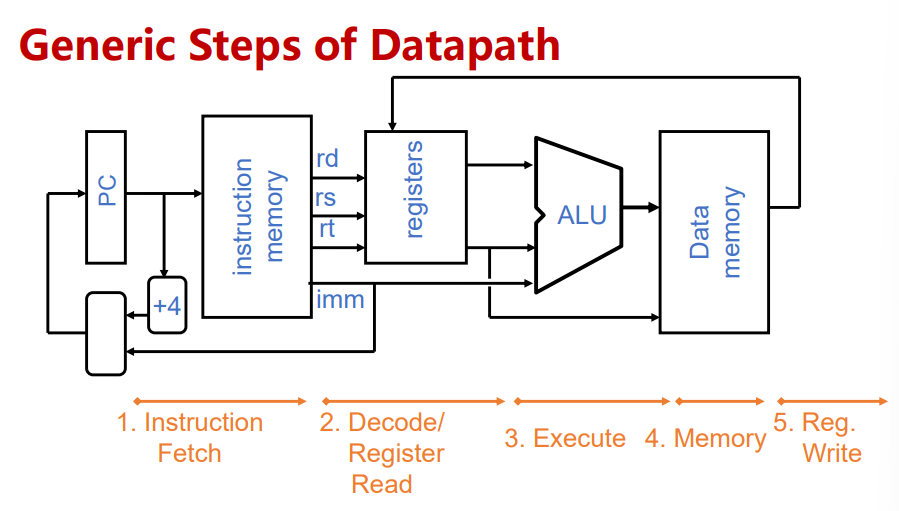 Generic Steps of Datapath
PC
+4
instruction
memory
rd
rs
rt
imm
registers
ALU
Data
memory
1. Instruction
Fetch
2. Decode/
Register
Read
3. Execute
4. Memory
5. Reg.
Write